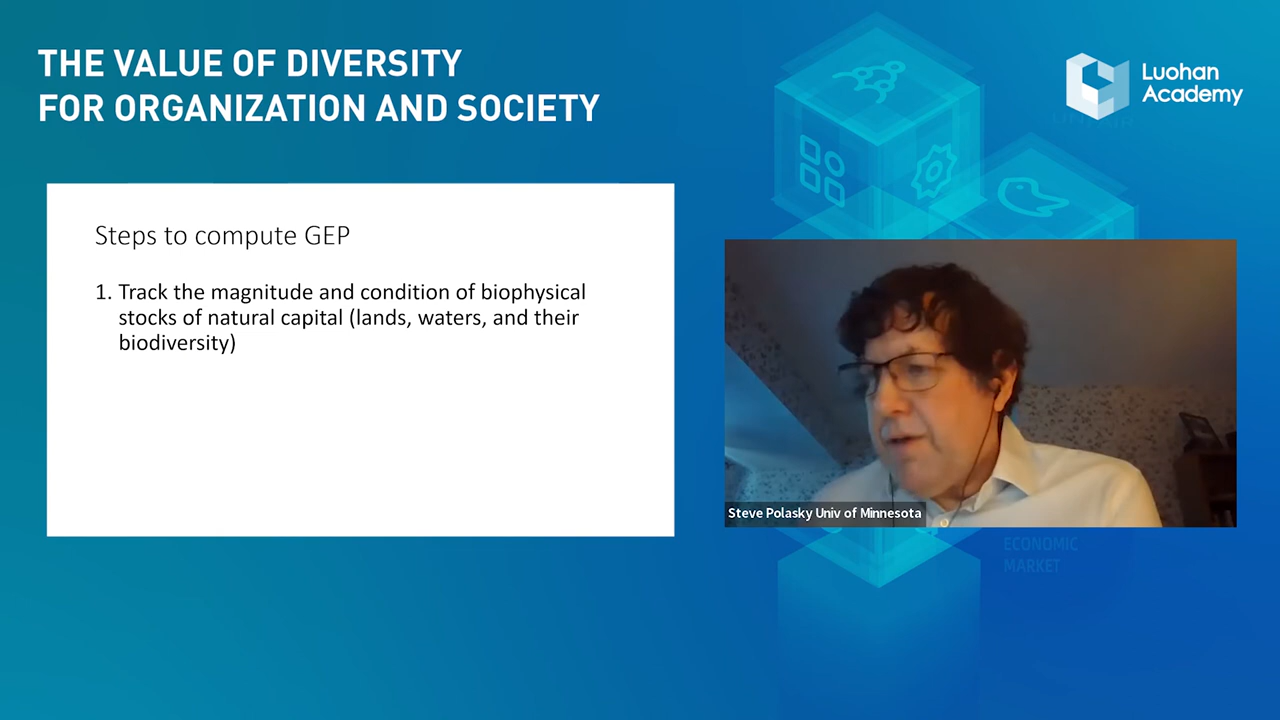 THE VALUE OF DIVERSITY
FOR ORGANIZATION AND SOCIETY
Luohan
Academy
Steps to compute GEP
1. Track the magnitude and condition of biophysical
stocks of natural capital (lands, waters, and their
biodiversity)
Steve Polasky Univ of Minnesota
ECONOMIC
MARKET